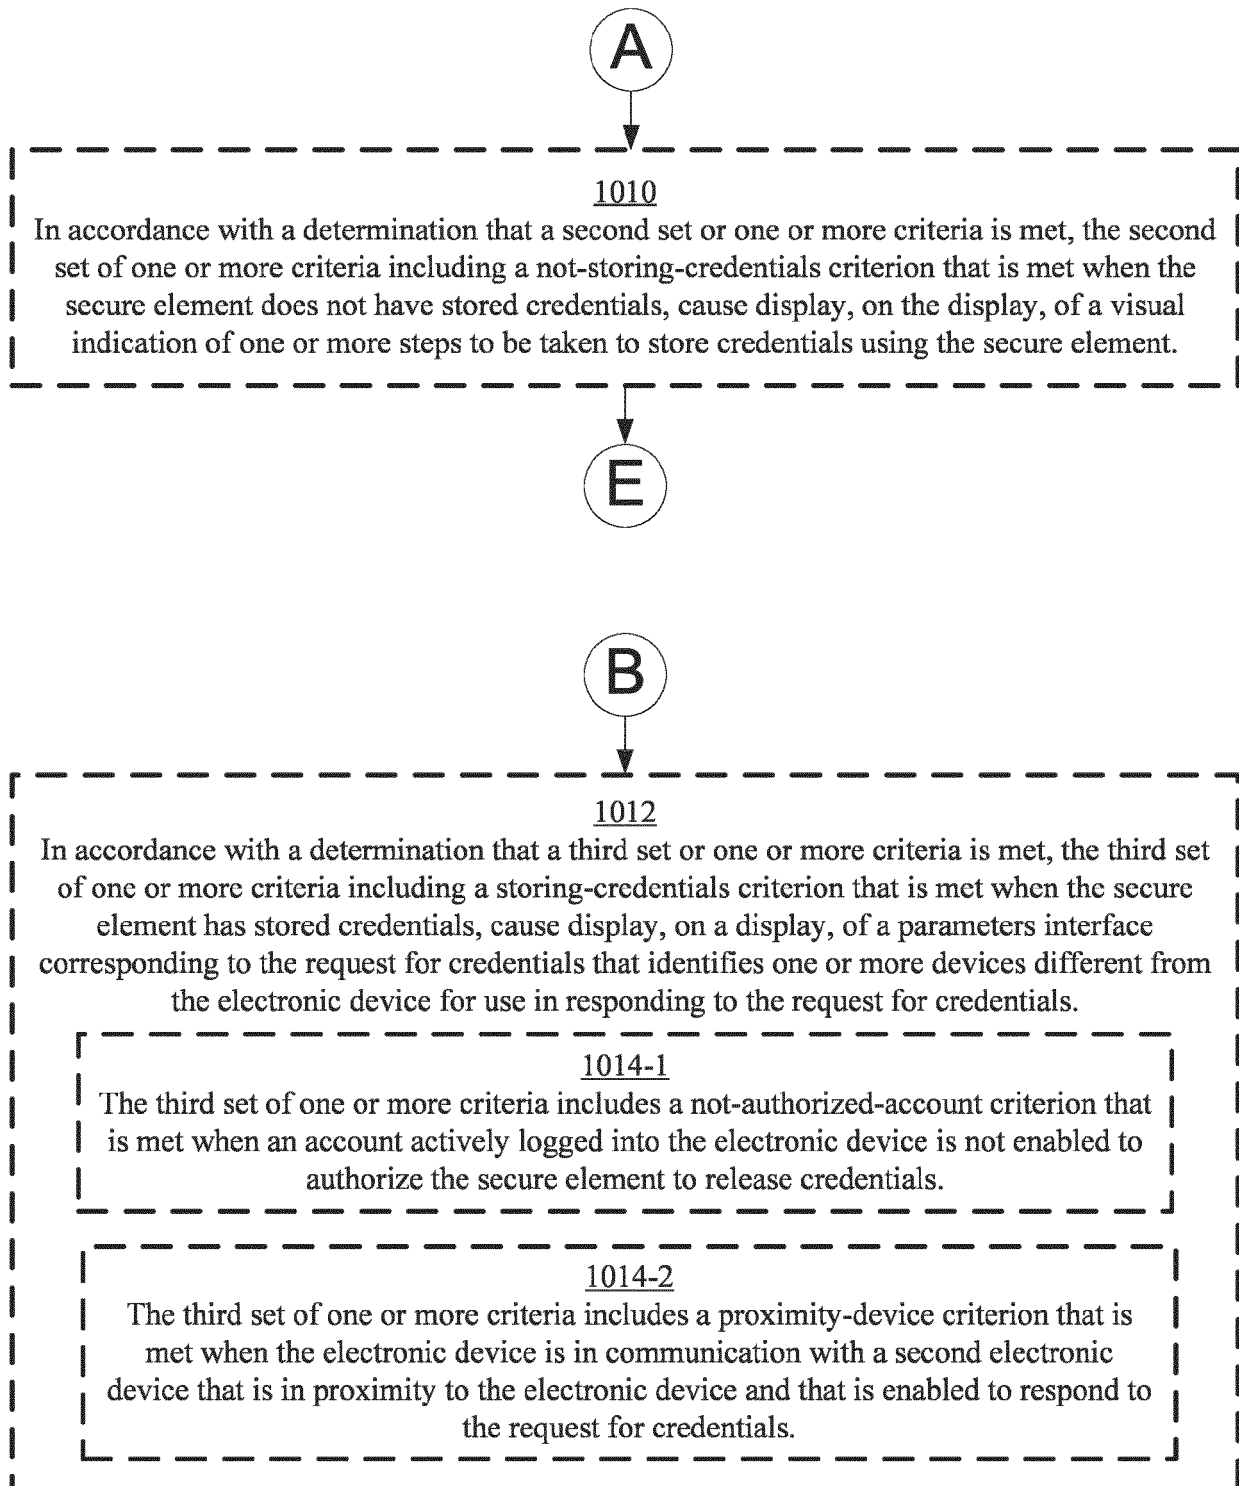 A
1010
In accordance with a determination that a second set or one or more criteria is met, the second
set of one or more criteria including a not-storing-credentials criterion that is met when the
secure element does not have stored credentials, cause display, on the display, of a visual
indication of one or more steps to be taken to store credentials using the secure element.
E
B
1012
In accordance with a determination that a third set or one or more criteria is met, the third set
of one or more criteria including a storing-credentials criterion that is met when the secure
element has stored credentials, cause display, on a display, of a parameters interface
corresponding to the request for credentials that identifies one or more devices different from
the electronic device for use in responding to the request for credentials.
1014-1
The third set of one or more criteria includes a not-authorized-account criterion that
is met when an account actively logged into the electronic device is not enabled to
authorize the secure element to release credentials.
1014-2
The third set of one or more criteria includes a proximity-device criterion that is
met when the electronic device is in communication with a second electronic
device that is in proximity to the electronic device and that is enabled to respond to
the request for credentials.